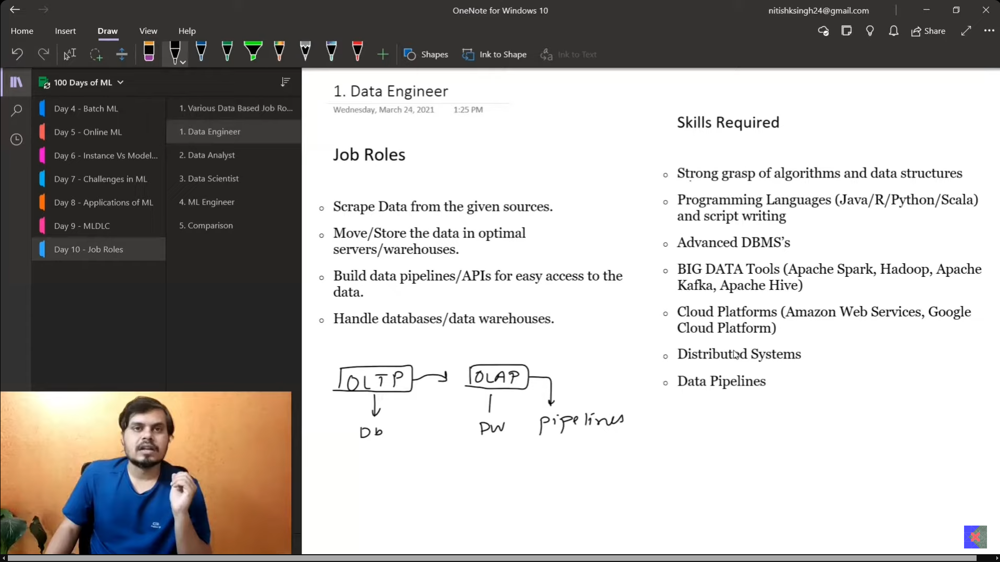 OneNote for Windows 10
nitishksingh24@gmail.com
Home
Insert
Draw
View
Help
Share
Shapes
Ink to Shape
Ink to Text
100 Days of ML
Day 4 - Batch ML
Day 5 - Online ML
Day 6 - Instance Vs Model...
Day 7 - Challenges in ML
Day 8 - Applications of ML
Day 9 - MLDLC
Day 10 - Job Roles
1. Various Data Based Job Ro...
1. Data Engineer
2. Data Analyst
3. Data Scientist
4. ML Engineer
5. Comparison
1. Data Engineer
Wednesday, March 24, 2021 1:25 PM
Job Roles
Scrape Data from the given sources.
Move/Store the data in optimal
servers/warehouses.
Build data pipelines/APIs for easy access to the
data.
Handle databases/data warehouses.
OLTP
OLAP
Db
DW
pipelines
Skills Required
Strong grasp of algorithms and data structures
Programming Languages (Java/R/Python/Scala)
and script writing
Advanced DBMS’s
BIG DATA Tools (Apache Spark, Hadoop, Apache
Kafka, Apache Hive)
Cloud Platforms (Amazon Web Services, Google
Cloud Platform)
Distributed Systems
Data Pipelines